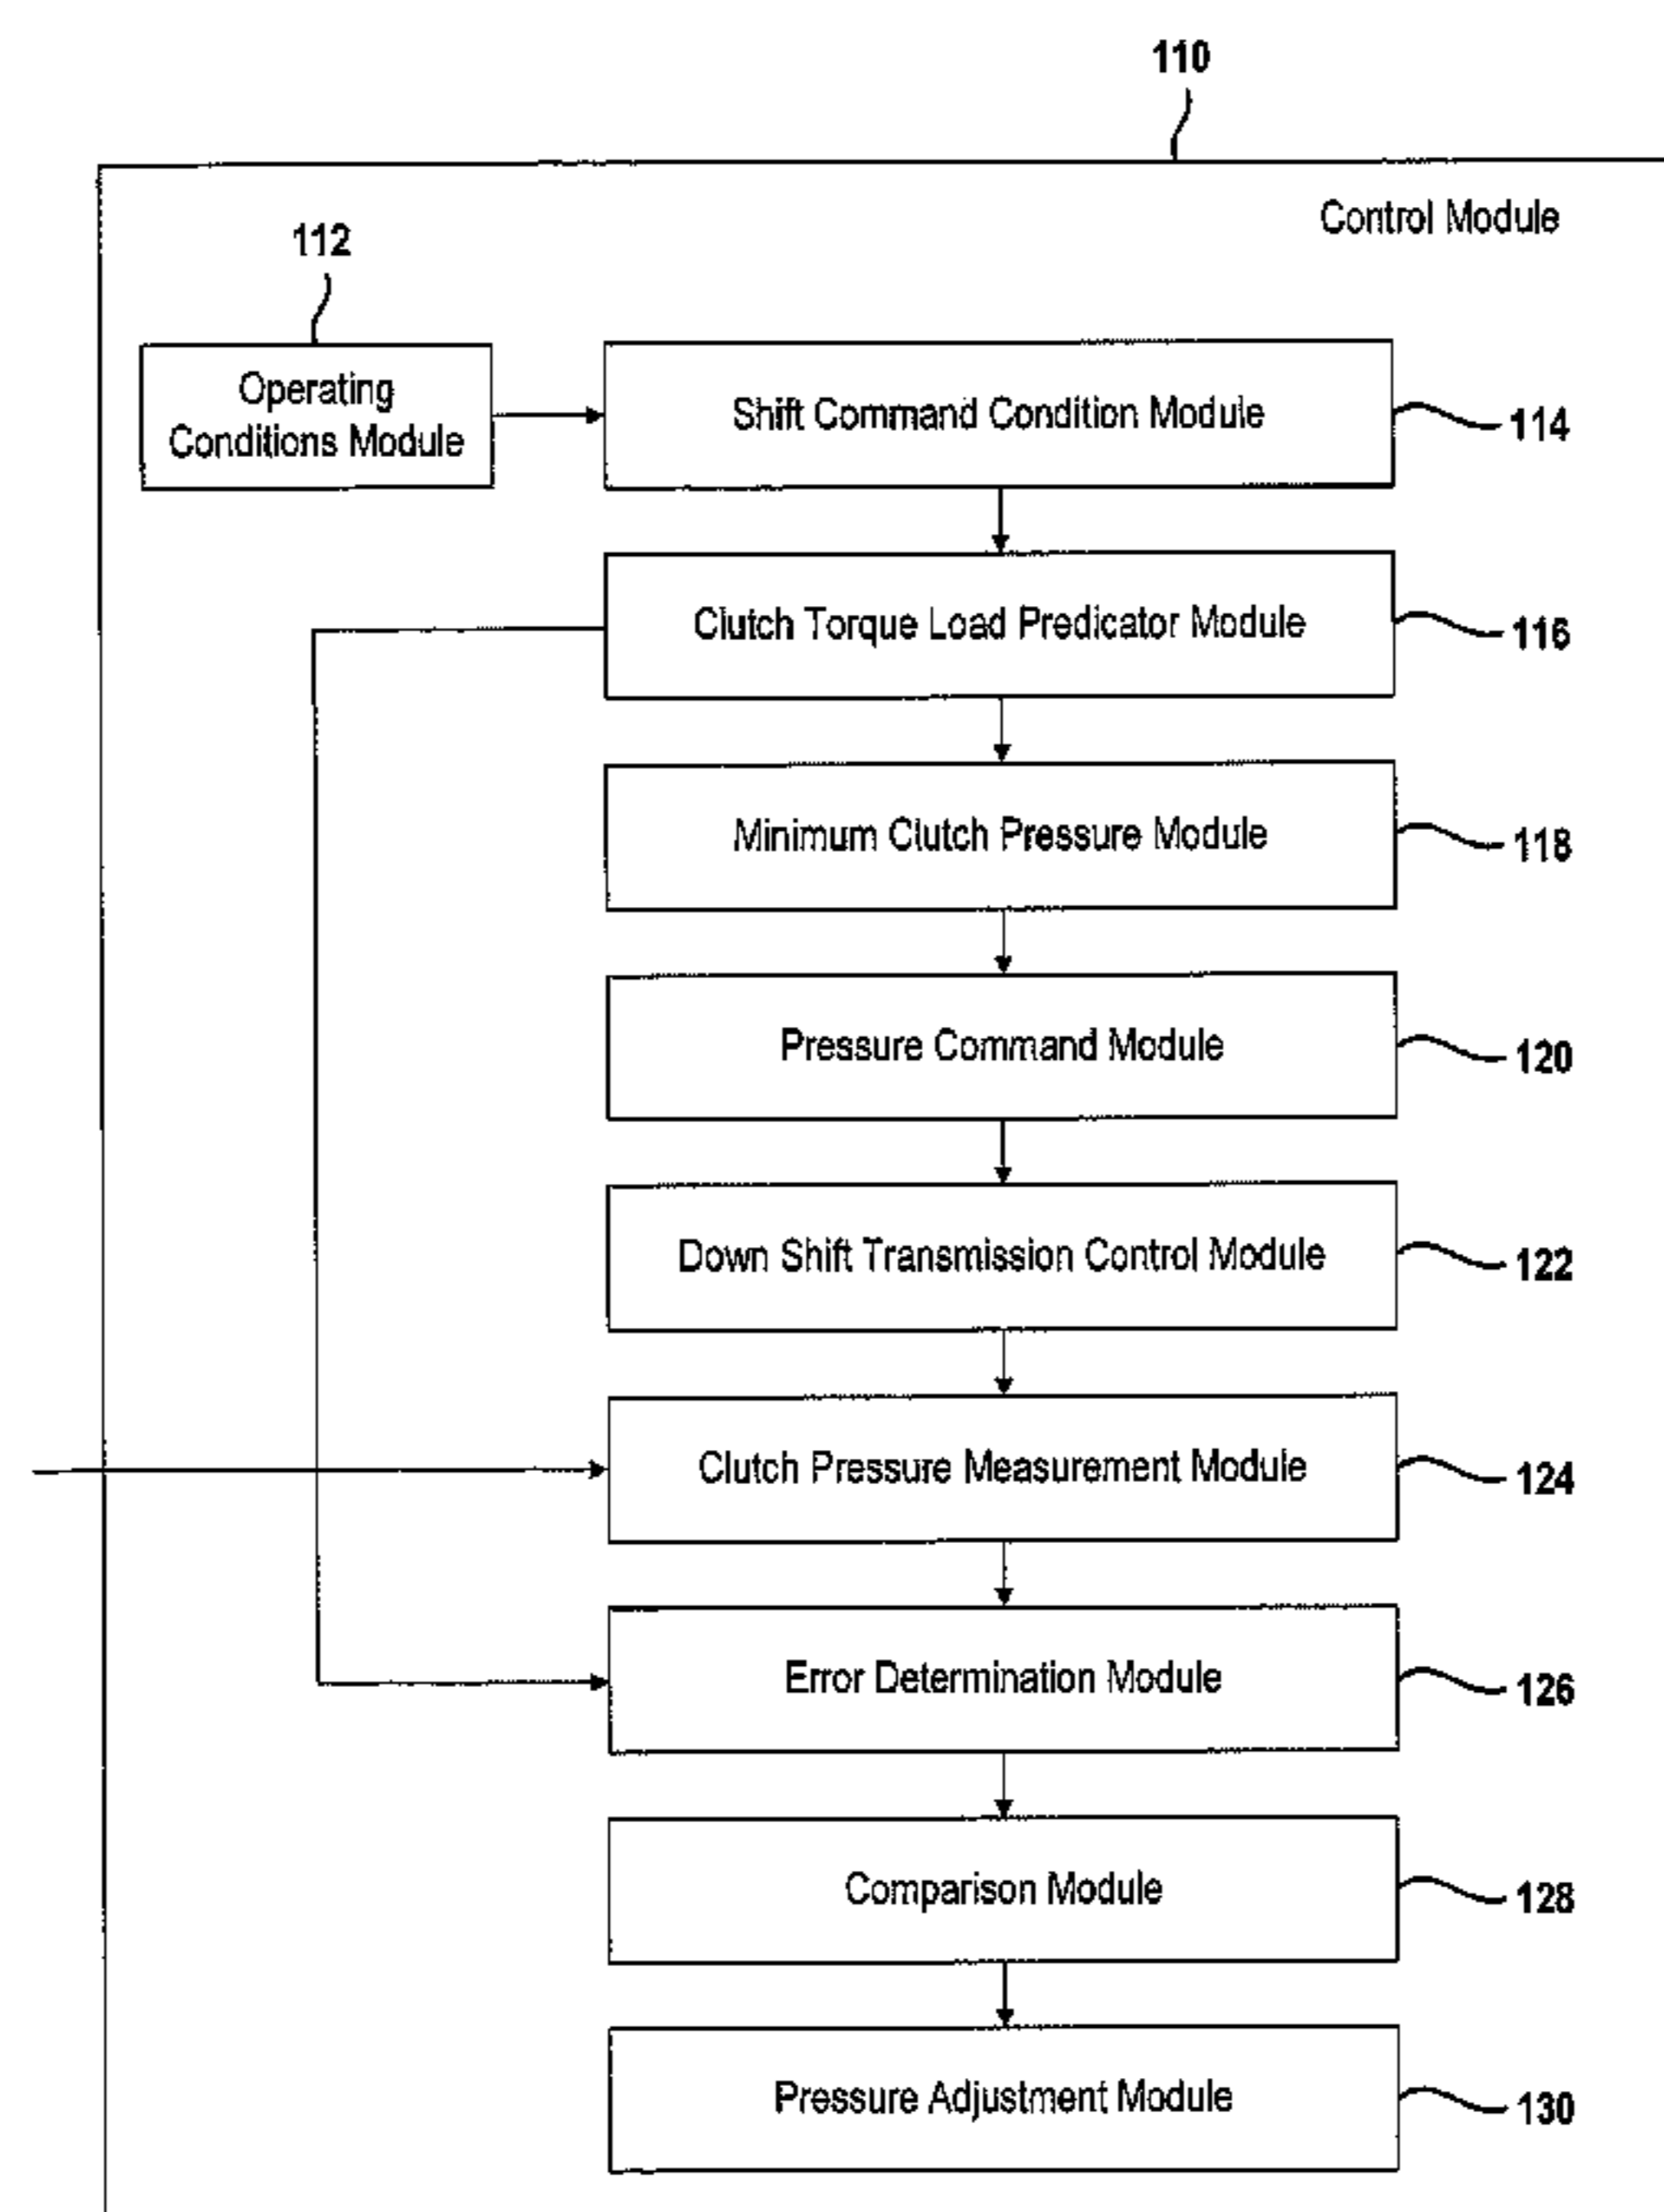 110
Control Module
112
Operating
Conditions Module
Shift Command Condition Module
114
Clutch Torque Load Predicator Module
116
Minimum Clutch Pressure Module
118
Pressure Command Module
120
Down Shift Transmission Control Module
122
Clutch Pressure Measurement Module
124
Error Determination Module
126
Comparison Module
128
Pressure Adjustment Module
130